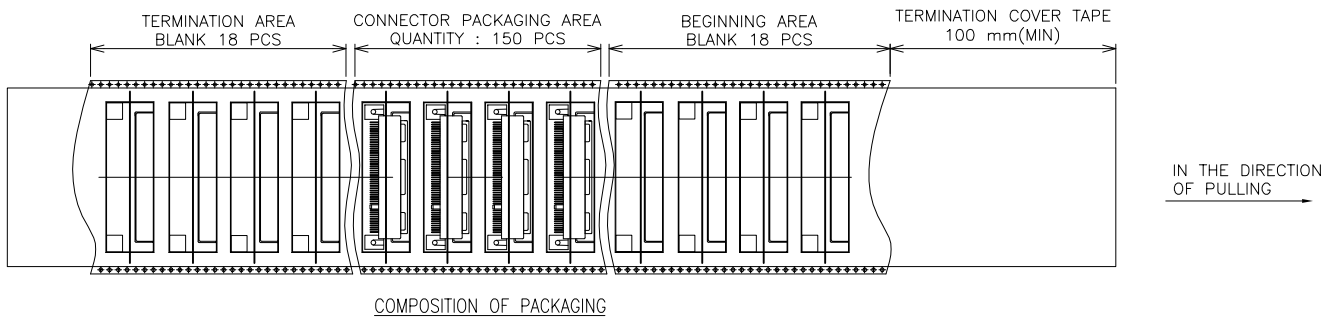 TERMINATION AREA
BLANK 18 PCS
CONNECTOR PACKAGING AREA
QUANTITY : 150 PCS
BEGINNING AREA
BLANK 18 PCS
TERMINATION COVER TAPE
100 mm(MIN)
IN THE DIRECTION
OF PULLING
COMPOSITION OF PACKAGING